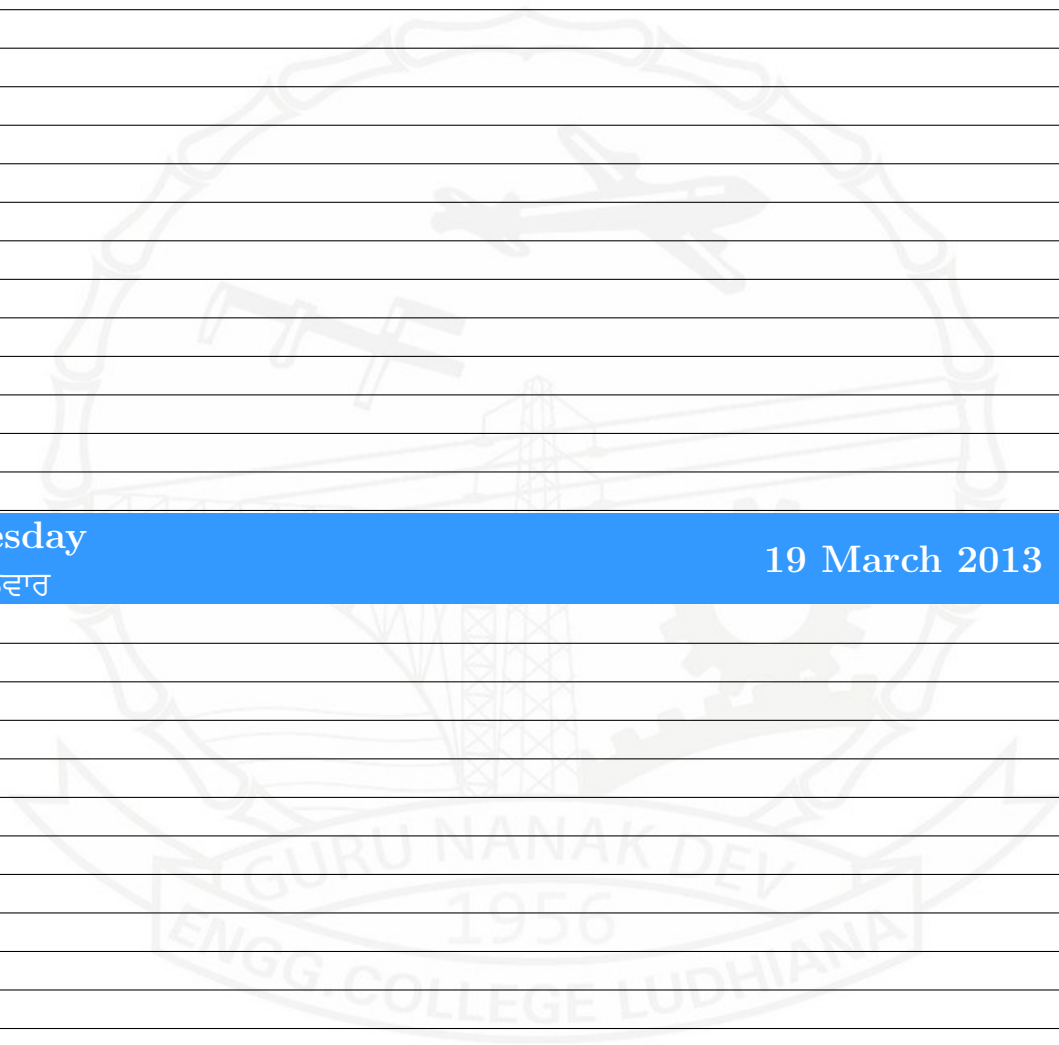 esday
ਵਾਰ
19 March 2013
GURU NANAK DEV
1956
ENGG. COLLEGE LUDHIANA